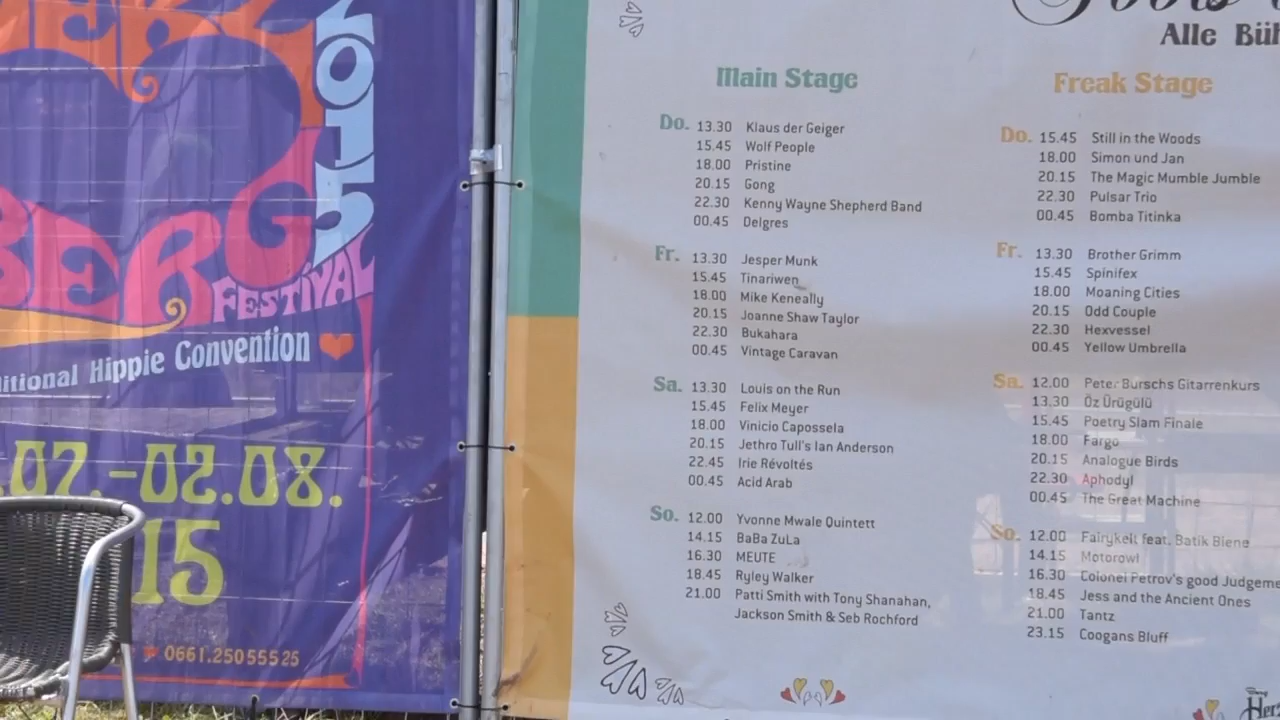 2015
BERG
FESTIVAL
Hippie Convention
.07.-02.08.
15
0661.25055525
Alle
Main Stage
Do. 13.30 Klaus der Geiger
15.45 Wolf People
18.00 Pristine
20.15 Gong
22.30 Kenny Wayne Shepherd Band
00.45 Delgres
Fr. 13.30 Jesper Munk
15.45 Tinariwen
18.00 Mike Keneally
20.15 Joanne Shaw Taylor
22.30 Bukahara
00.45 Vintage Caravan
Sa. 13.30 Louis on the Run
15.45 Felix Meyer
18.00 Vinicio Capossela
20.15 Jethro Tull's Ian Anderson
22.45 Irie Révoltés
00.45 Acid Arab
So. 12.00 Yvonne Mwale Quintett
14.15 BaBa ZuLa
16.30 MEUTE
18.45 Ryley Walker
21.00 Patti Smith with Tony Shanahan,
Jackson Smith & Seb Rochford
Freak Stage
Do. 15.45 Still in the Woods
18.00 Simon und Jan
20.15 The Magic Mumble Jumble
22.30 Pulsar Trio
00.45 Bomba Titinka
Fr. 13.30 Brother Grimm
15.45 Spinifex
18.00 Moaning Cities
20.15 Odd Couple
22.30 Hexvessel
00.45 Yellow Umbrella
Sa. 12.00 Peter Burschs Gitarrenkurs
13.30 Öz Ürügülü
15.45 Poetry Slam Finale
18.00 Fargo
20.15 Analogue Birds
22.30 Aphodyl
00.45 The Great Machine
So. 12.00 Fairykelt feat. Batik Biene
14.15 Motorowl
16.30 Colonel Petrov's good Judgeme
18.45 Jess and the Ancient Ones
21.00 Tantz
23.15 Coogans Bluff